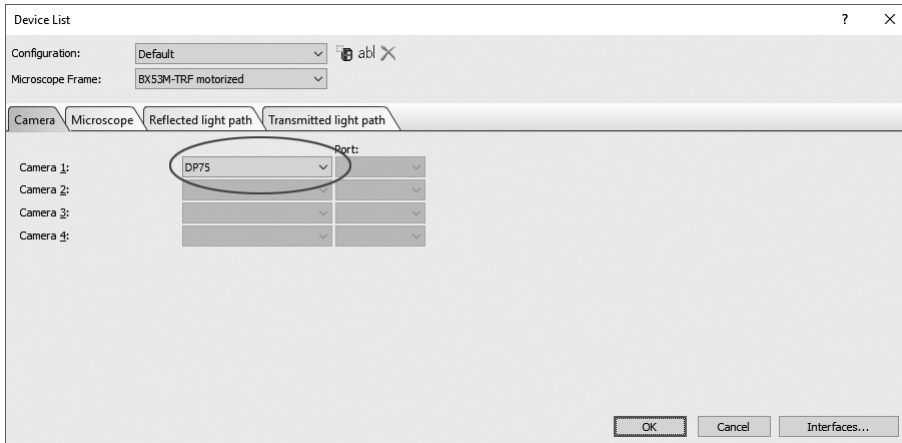 Device List
? X
Configuration: Default abl
Microscope Frame: BX53M-TRF motorized
Camera Microscope Reflected light path Transmitted light path
Port:
Camera 1: DP75
Camera 2:
Camera 3:
Camera 4:
OK Cancel Interfaces...